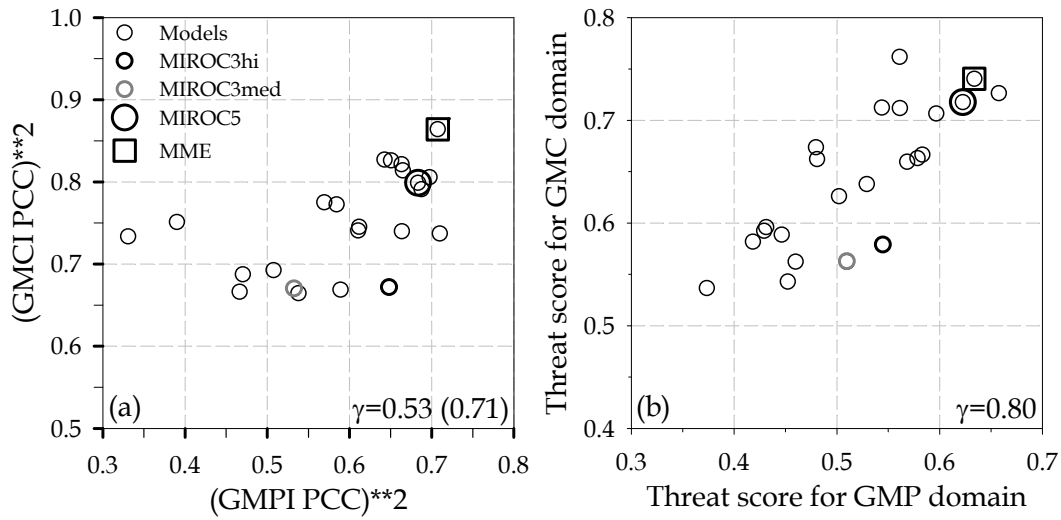 1.0
0.9
0.8
0.7
0.6
0.5
(GMCI PCC)**2
Models
MIROC3hi
MIROC3med
MIROC5
MME
(a)
γ=0.53 (0.71)
0.3 0.4 0.5 0.6 0.7 0.8
(GMPI PCC)**2
0.8
0.7
0.6
0.5
0.4
Threat score for GMC domain
(b)
γ=0.80
0.3 0.4 0.5 0.6 0.7
Threat score for GMP domain